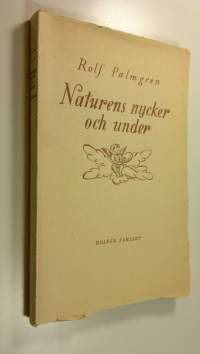 Rolf Palmgren
Naturens nycker
och under
HOLGER SCHILDT